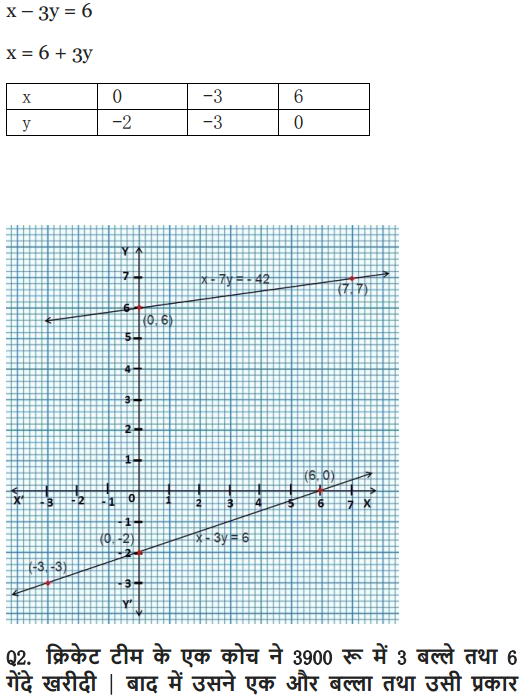 x – 3y = 6
x = 6 + 3y
x 0 -3 6
y -2 -3 0
Y
7
x - 7y = - 42
(7, 7)
6
(0, 6)
5
4
3
2
1
(6, 0)
X' -3 -2 -1 0 1 2 3 4 5 6 7 X
-1
(0, -2)
x - 3y = 6
-2
(-3, -3)
-3
Y'
Q2. क्रिकेट टीम के एक कोच ने 3900 रू में 3 बल्ले तथा 6
गेंदे खरीदी | बाद में उसने एक और बल्ला तथा उसी प्रकार